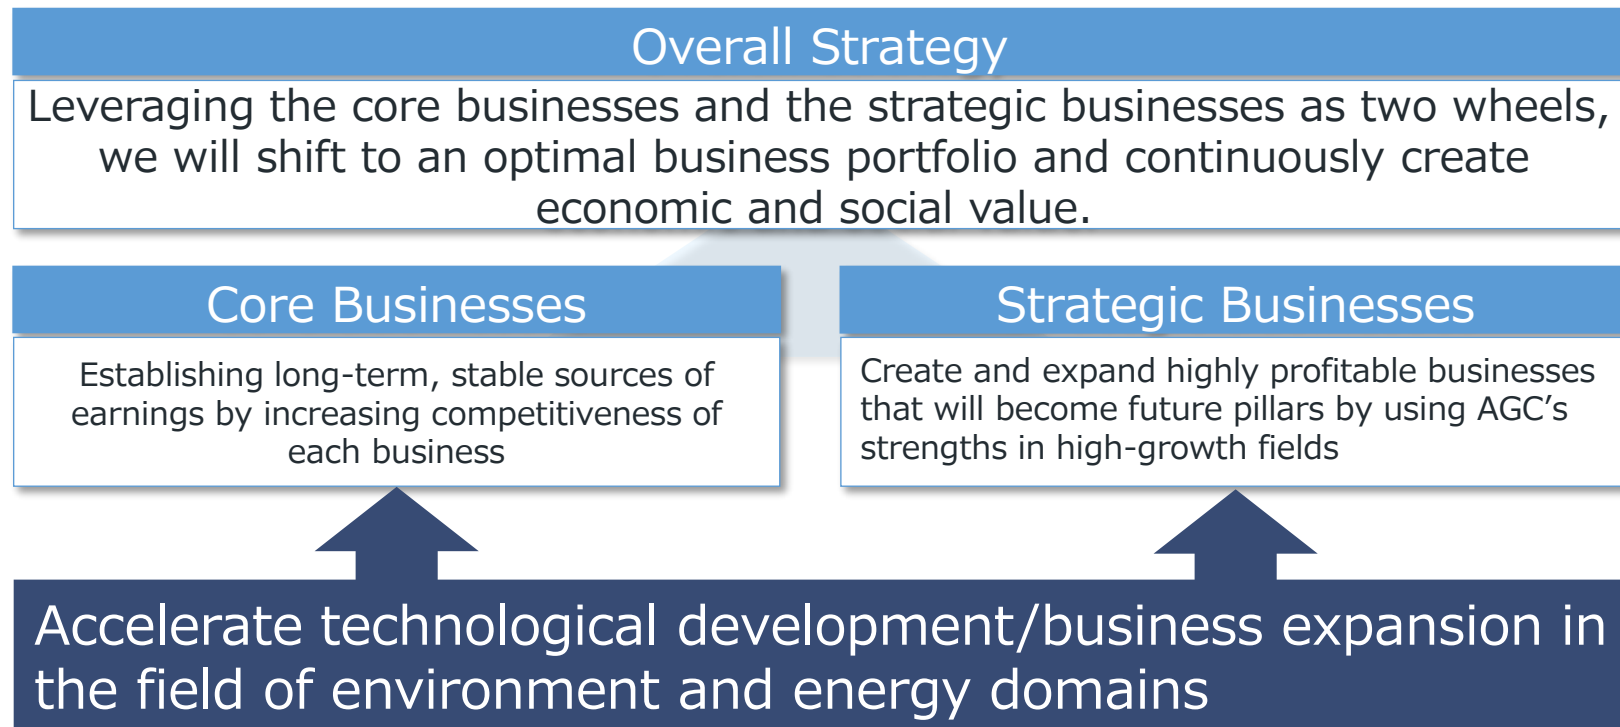 Overall Strategy
Leveraging the core businesses and the strategic businesses as two wheels,
we will shift to an optimal business portfolio and continuously create
economic and social value.
Core Businesses
Establishing long-term, stable sources of
earnings by increasing competitiveness of
each business
Strategic Businesses
Create and expand highly profitable businesses
that will become future pillars by using AGC’s
strengths in high-growth fields
Accelerate technological development/business expansion in
the field of environment and energy domains